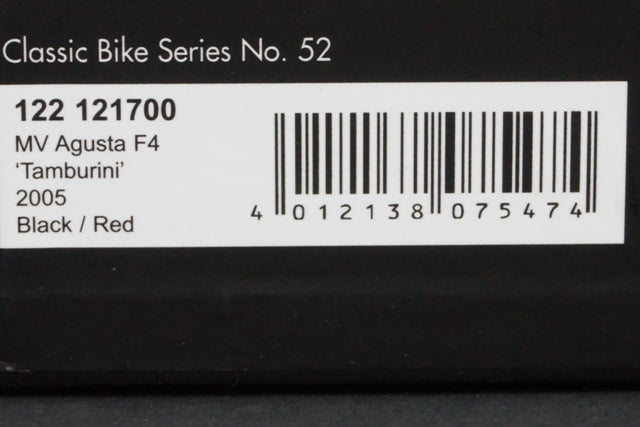 Classic Bike Series No. 52
122 121700
MV Agusta F4
‘Tamburini’
2005
Black / Red
4 012138 075474